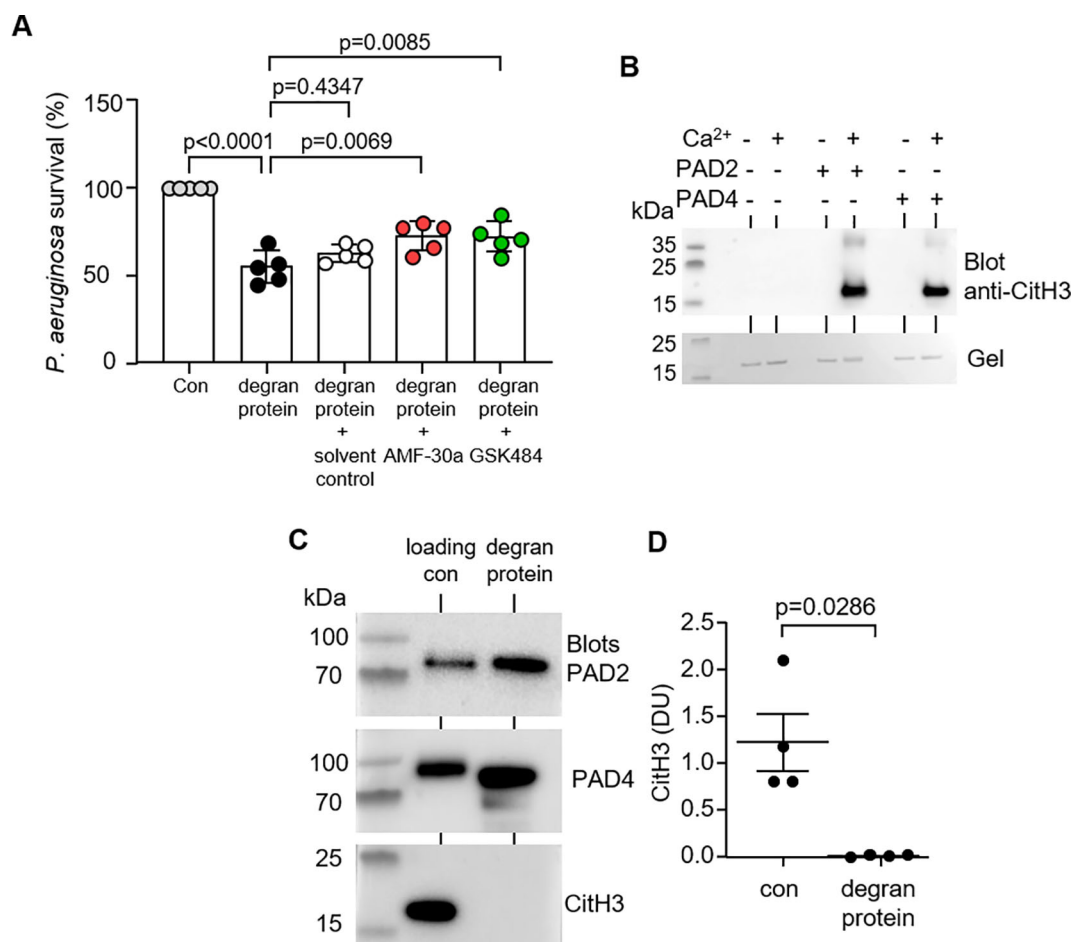 A
p=0.0085
p=0.4347
p<0.0001
p=0.0069
P. aeruginosa survival (%)
150
100
50
0
Con
degran
protein
degran
protein
+
solvent
control
degran
protein
+
AMF-30a
degran
protein
+
GSK484
B
Ca2+ - + - + - +
PAD2 - - + + - -
PAD4 - - - - + +
kDa
35
25
15
Blot
anti-CitH3
25
15
Gel
C
loading
con
degran
protein
kDa
100
70
Blots
PAD2
100
70
PAD4
25
15
CitH3
D
p=0.0286
CitH3 (DU)
2.5
2.0
1.5
1.0
0.5
0.0
con
degran
protein